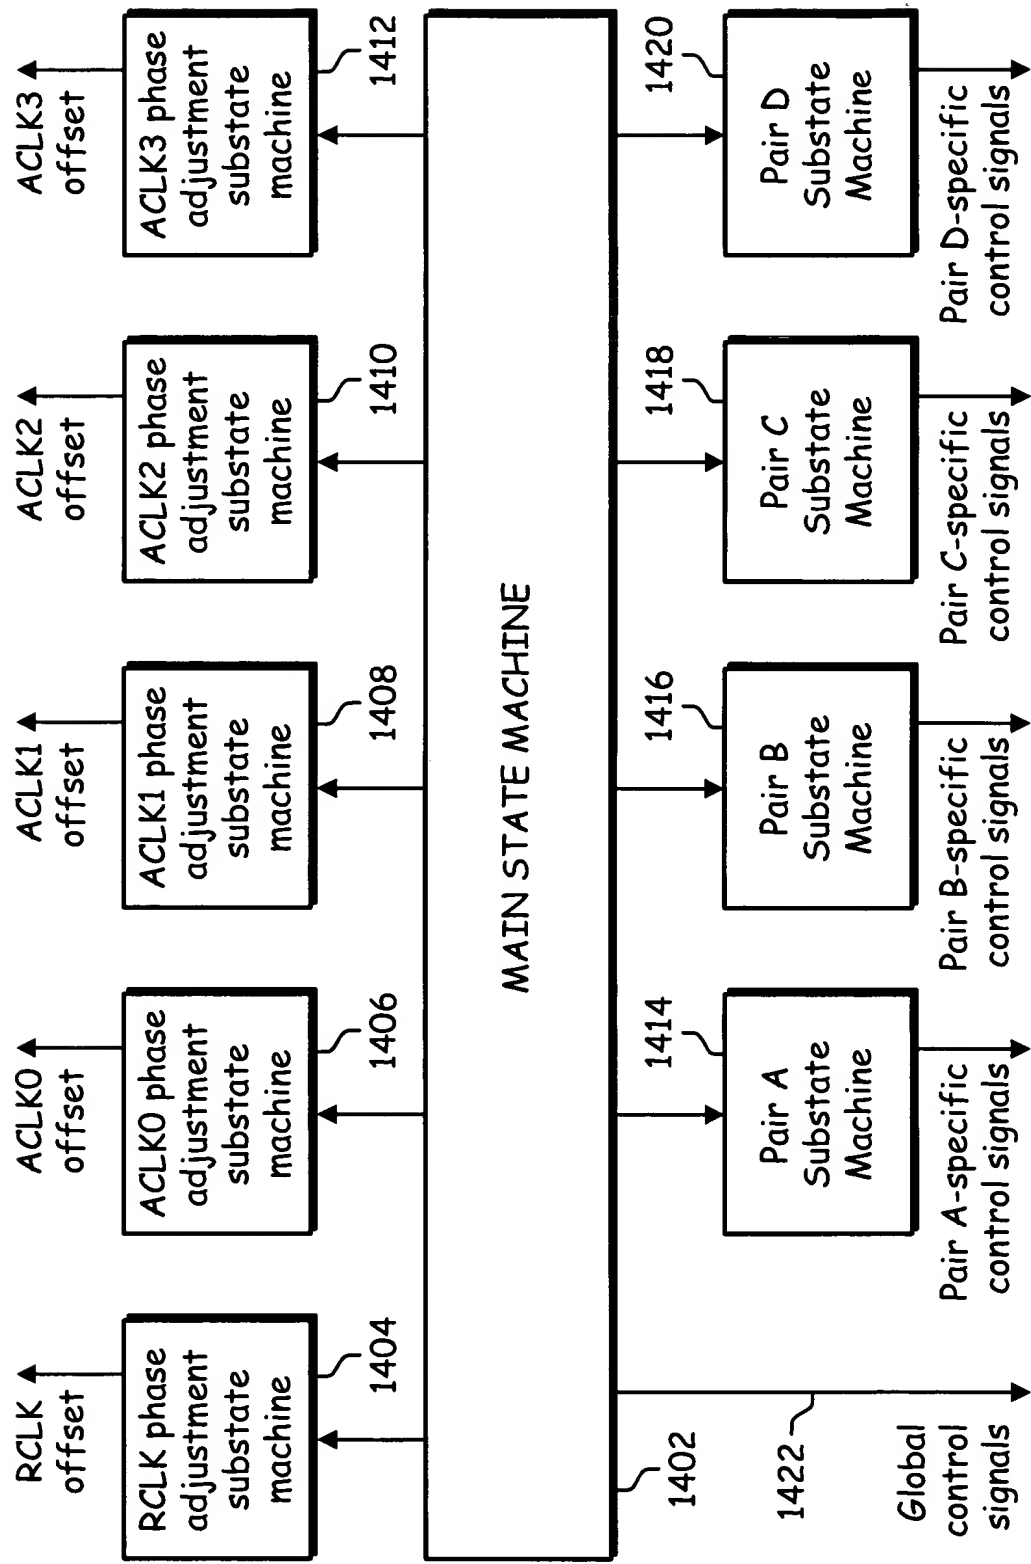 RCLK
offset
ACLK0
offset
ACLK1
offset
ACLK2
offset
ACLK3
offset
RCLK phase
adjustment
substate
machine
ACLK0 phase
adjustment
substate
machine
ACLK1 phase
adjustment
substate
machine
ACLK2 phase
adjustment
substate
machine
ACLK3 phase
adjustment
substate
machine
1404
1406
1408
1410
1412
MAIN STATE MACHINE
1402
1422
1414
1416
1418
1420
Pair A
Substate
Machine
Pair B
Substate
Machine
Pair C
Substate
Machine
Pair D
Substate
Machine
Global
control
signals
Pair A-specific
control signals
Pair B-specific
control signals
Pair C-specific
control signals
Pair D-specific
control signals